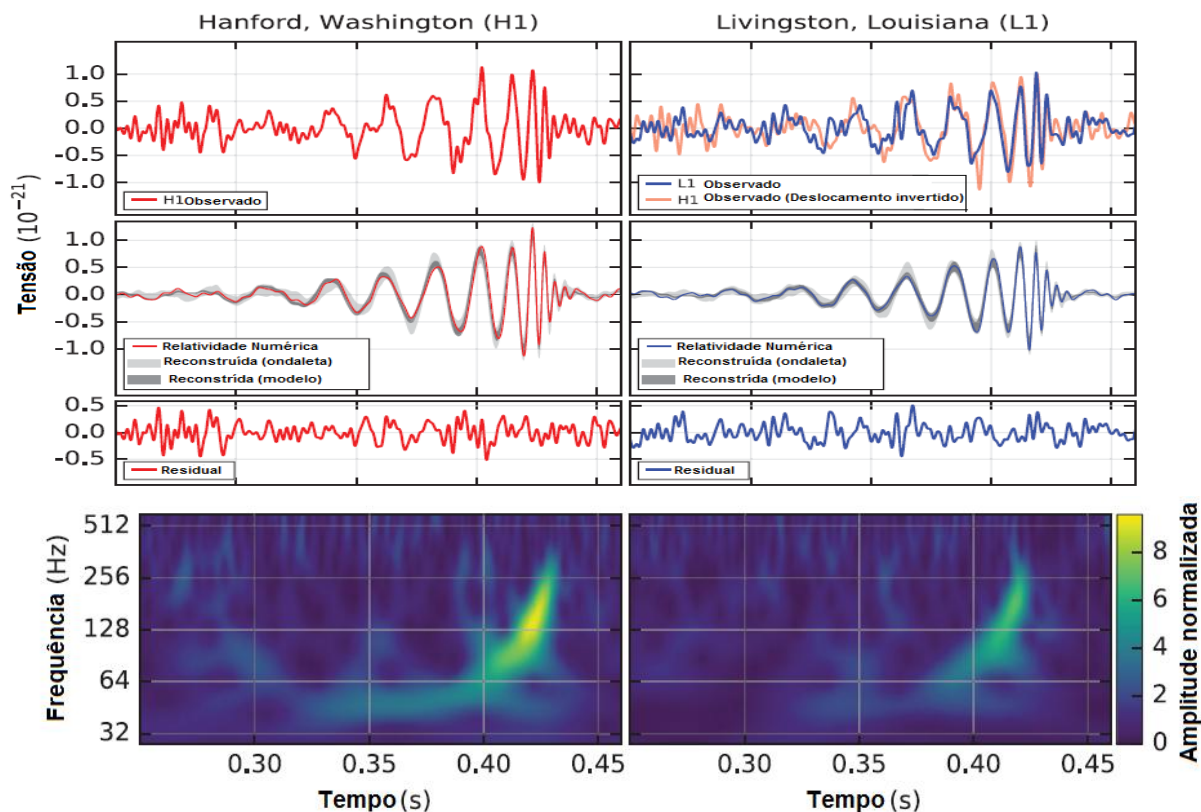 Hanford, Washington (H1)
Livingston, Louisiana (L1)
Tensão (10⁻²¹)
1.0
0.5
0.0
-0.5
-1.0
H1 Observado
L1 Observado
H1 Observado (Deslocamento invertido)
1.0
0.5
0.0
-0.5
-1.0
Relatividade Numérica
Reconstruída (ondaleta)
Reconstrída (modelo)
Relatividade Numérica
Reconstruída (ondaleta)
Reconstrída (modelo)
0.5
0.0
-0.5
Residual
Residual
Frequência (Hz)
512
256
128
64
32
0.30 0.35 0.40 0.45
Tempo (s)
0.30 0.35 0.40 0.45
Tempo (s)
8
6
4
2
0
Amplitude normalizada